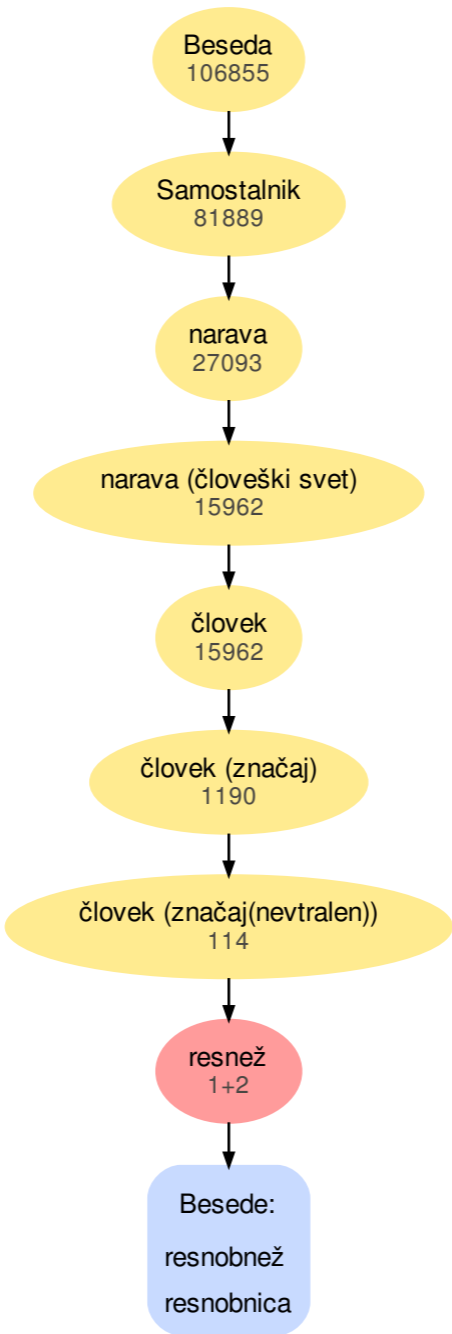 Beseda
106855
Samostalnik
81889
narava
27093
narava (človeški svet)
15962
človek
15962
človek (značaj)
1190
človek (značaj(nevtralen))
114
resnež
1+2
Besede:
resnobnež
resnobnica